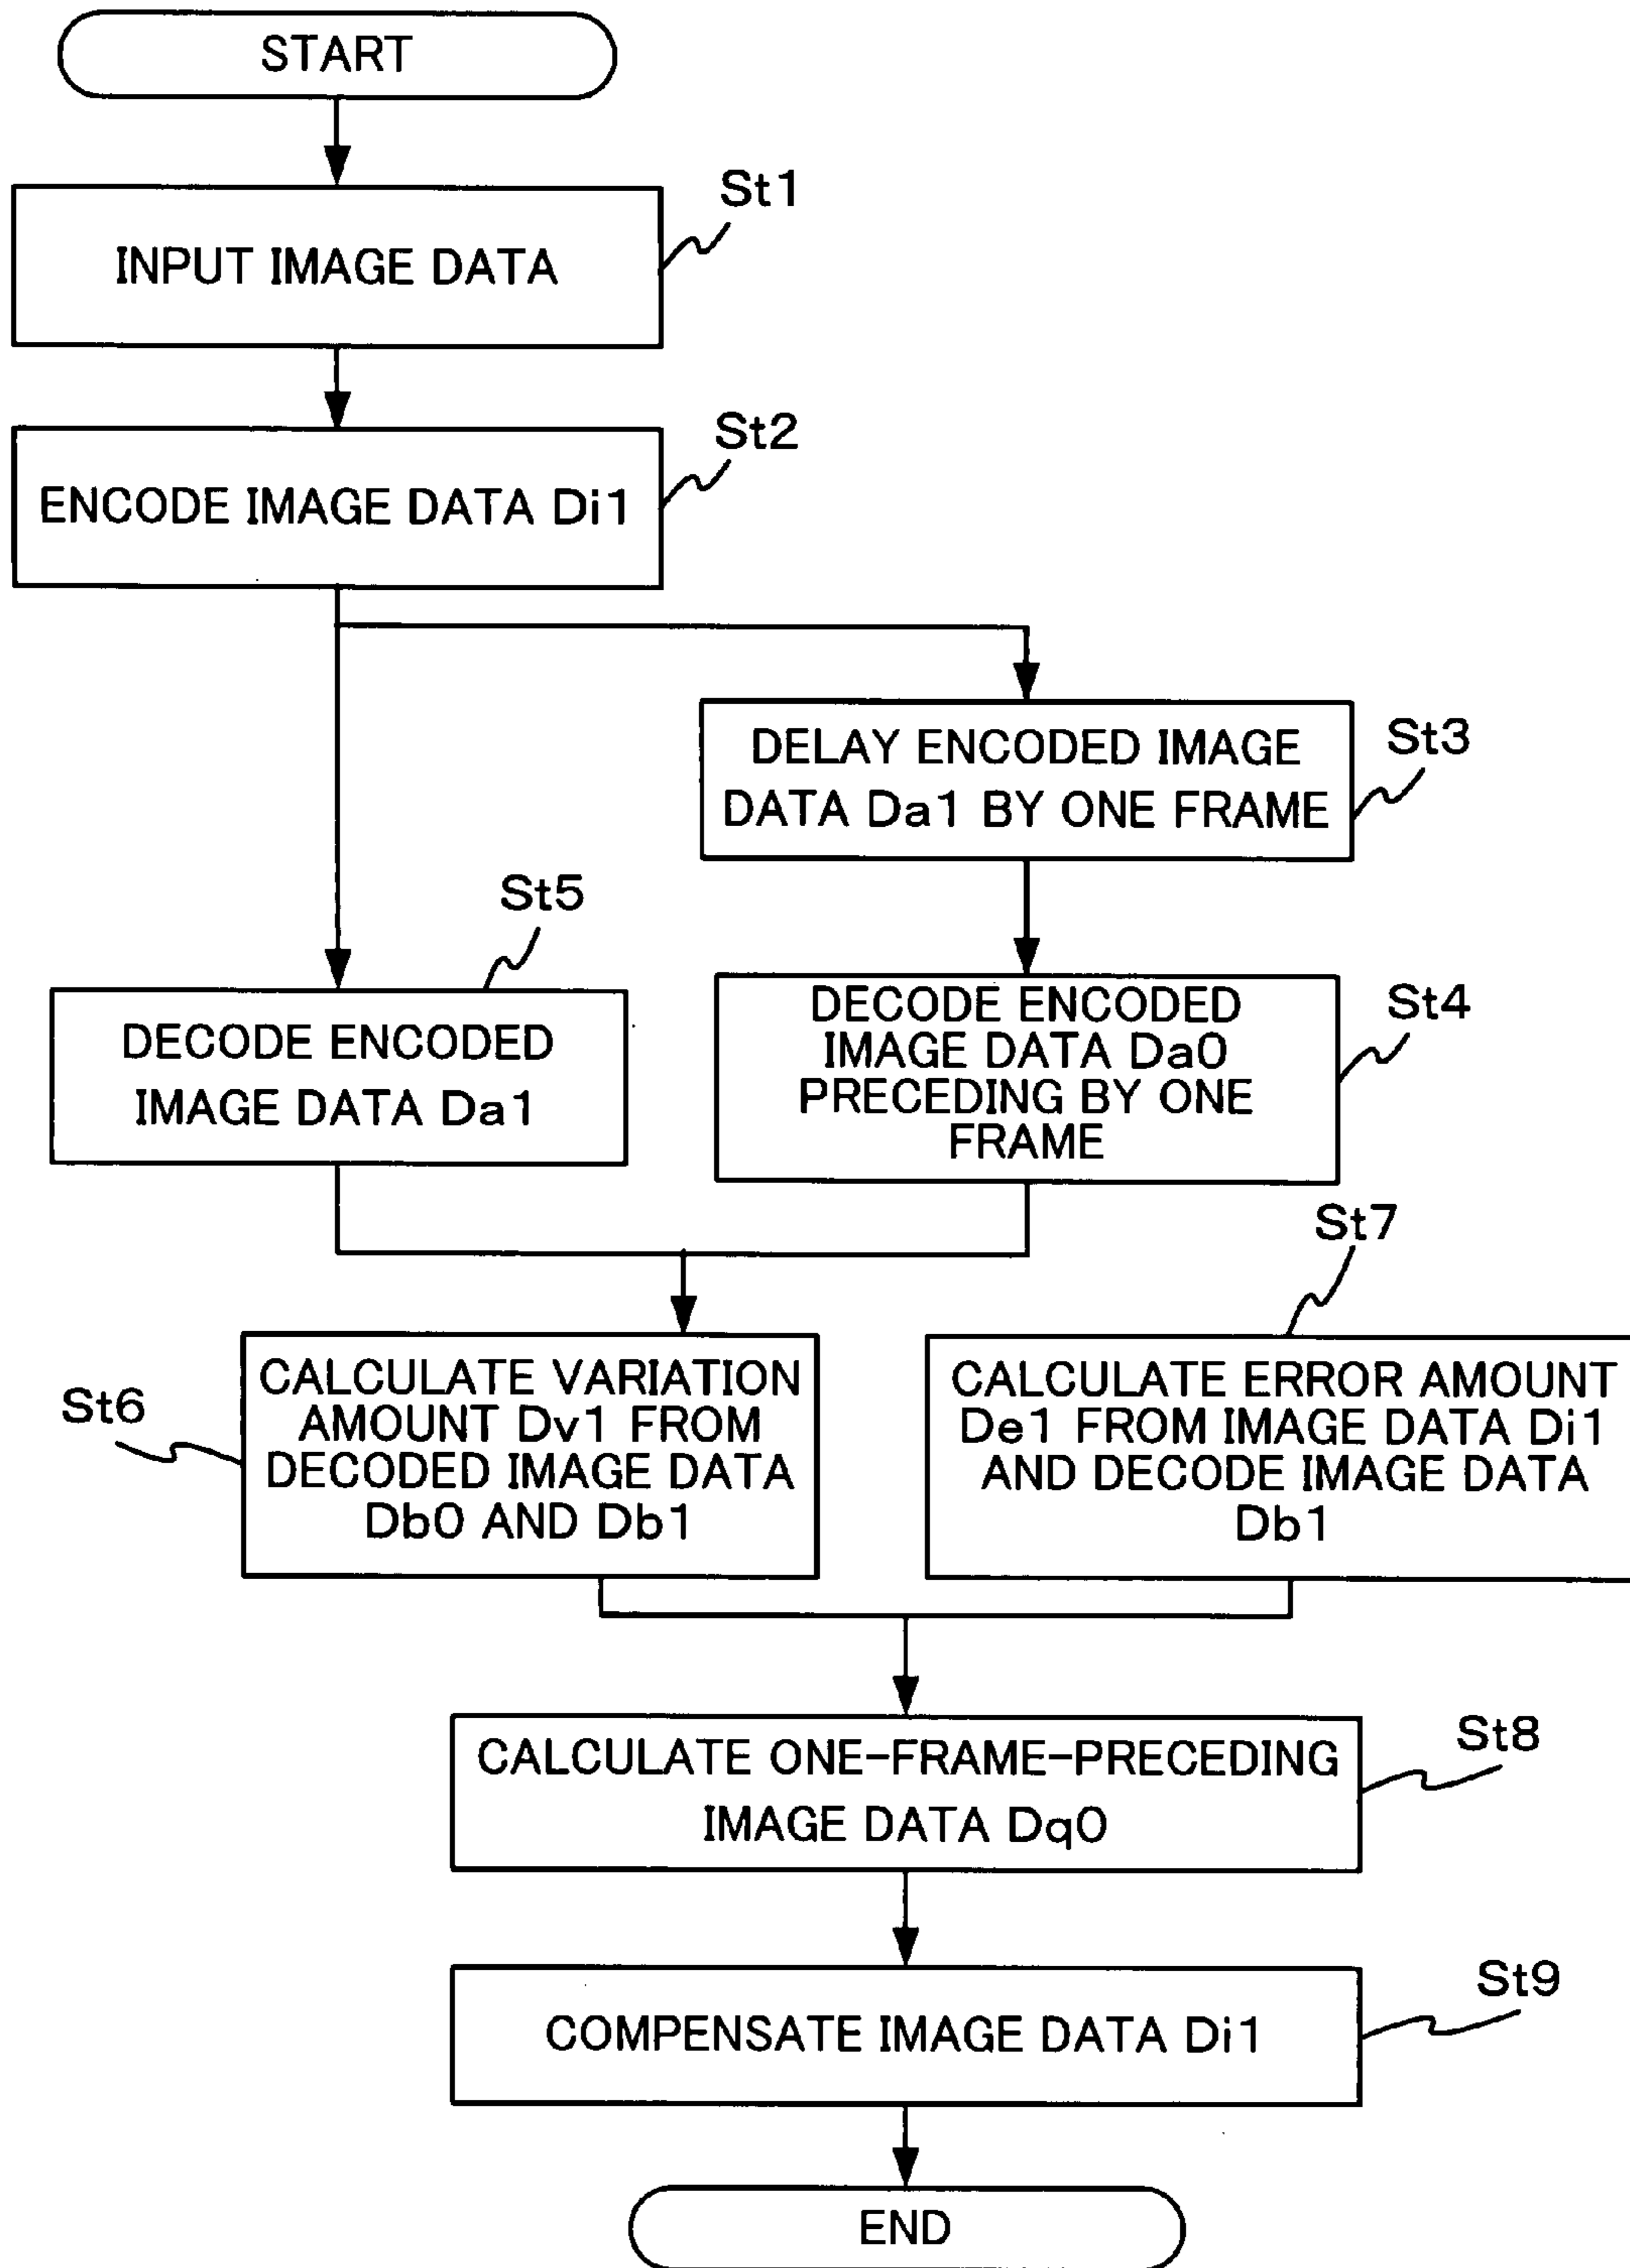 START
St1
INPUT IMAGE DATA
St2
ENCODE IMAGE DATA Di1
St3
DELAY ENCODED IMAGE
DATA Da1 BY ONE FRAME
St5
DECODE ENCODED
IMAGE DATA Da1
St4
DECODE ENCODED
IMAGE DATA Da0
PRECEDING BY ONE
FRAME
St6
CALCULATE VARIATION
AMOUNT Dv1 FROM
DECODED IMAGE DATA
Db0 AND Db1
St7
CALCULATE ERROR AMOUNT
De1 FROM IMAGE DATA Di1
AND DECODE IMAGE DATA
Db1
St8
CALCULATE ONE-FRAME-PRECEDING
IMAGE DATA Dq0
St9
COMPENSATE IMAGE DATA Di1
END